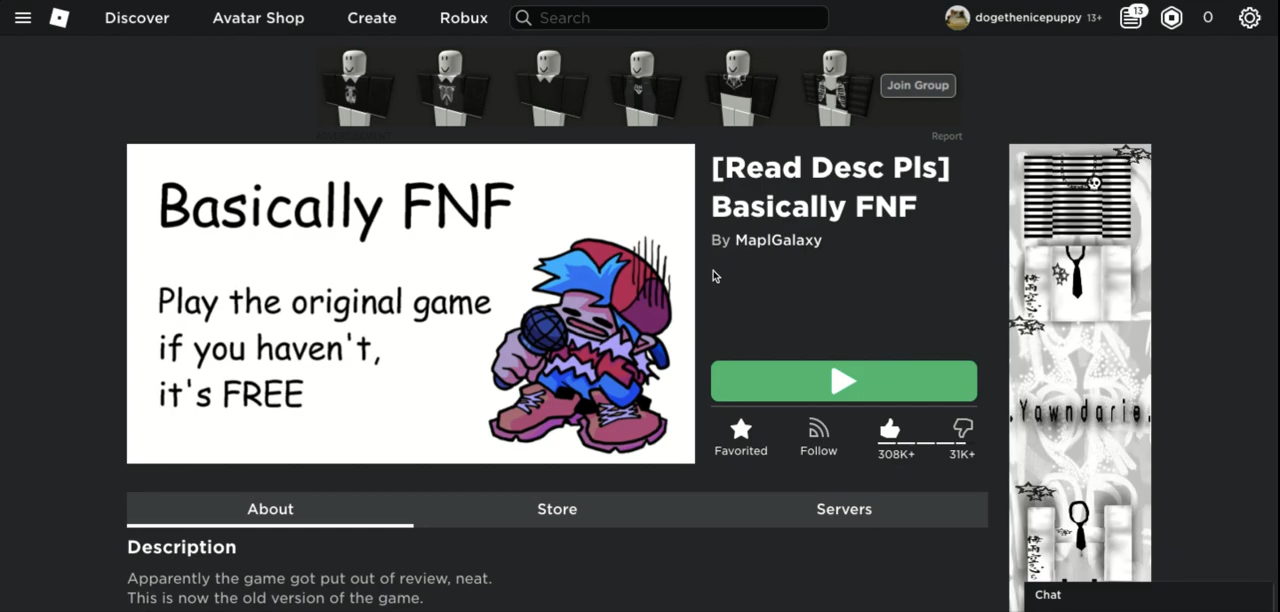 Discover
Avatar Shop
Create
Robux
Search
dogethenicepuppy 13+
13
0
Join Group
Report
Basically FNF
Play the original game
if you haven't,
it's FREE
[Read Desc Pls]
Basically FNF
By MaplGalaxy
Favorited
Follow
308K+
31K+
.Yawndarie.
About
Store
Servers
Description
Apparently the game got put out of review, neat.
This is now the old version of the game.
Chat